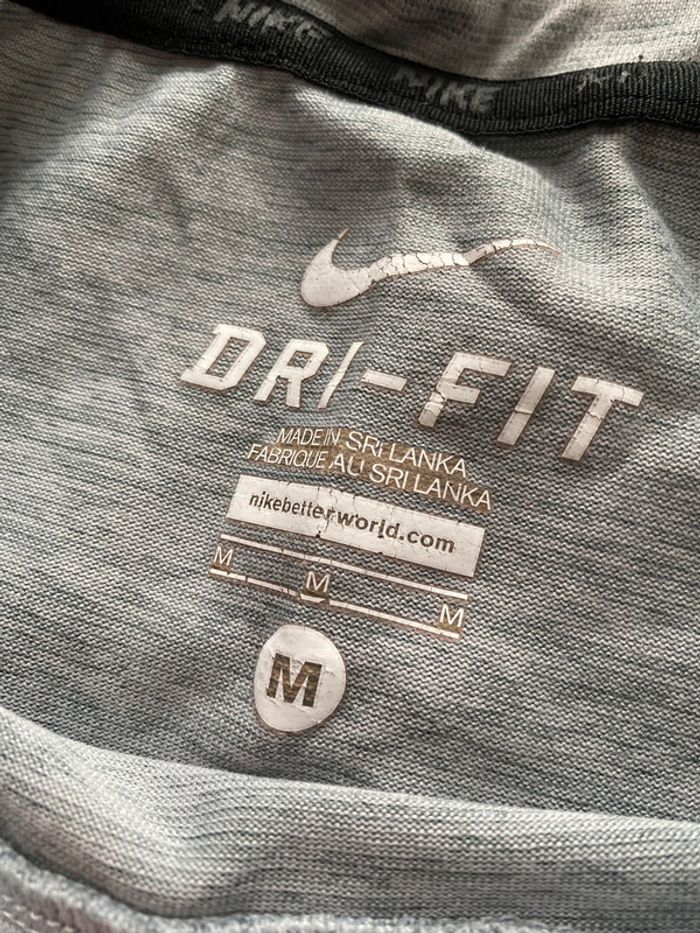 NIKE
NIKE
DRI-FIT
MADE IN SRI LANKA
FABRIQUE AU SRI LANKA
nikebetterworld.com
M
M
M
M